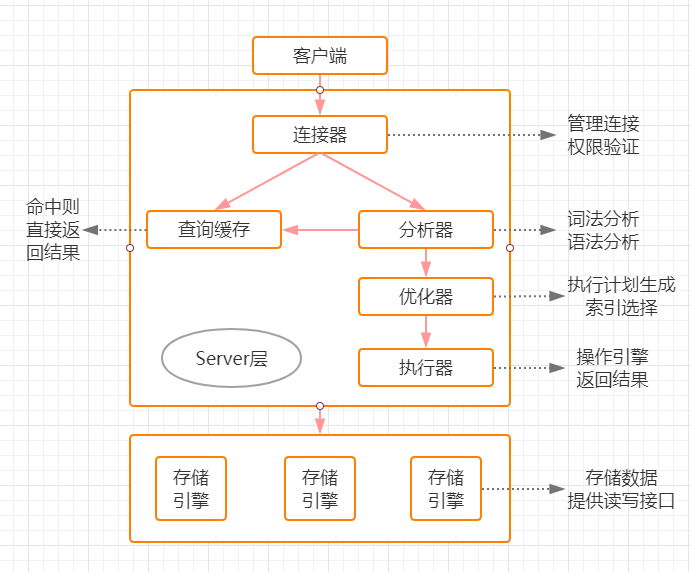 客户端
连接器
管理连接
权限验证
命中则
直接返
回结果
查询缓存
分析器
词法分析
语法分析
优化器
执行计划生成
索引选择
Server层
执行器
操作引擎
返回结果
存储
引擎
存储
引擎
存储
引擎
存储数据
提供读写接口